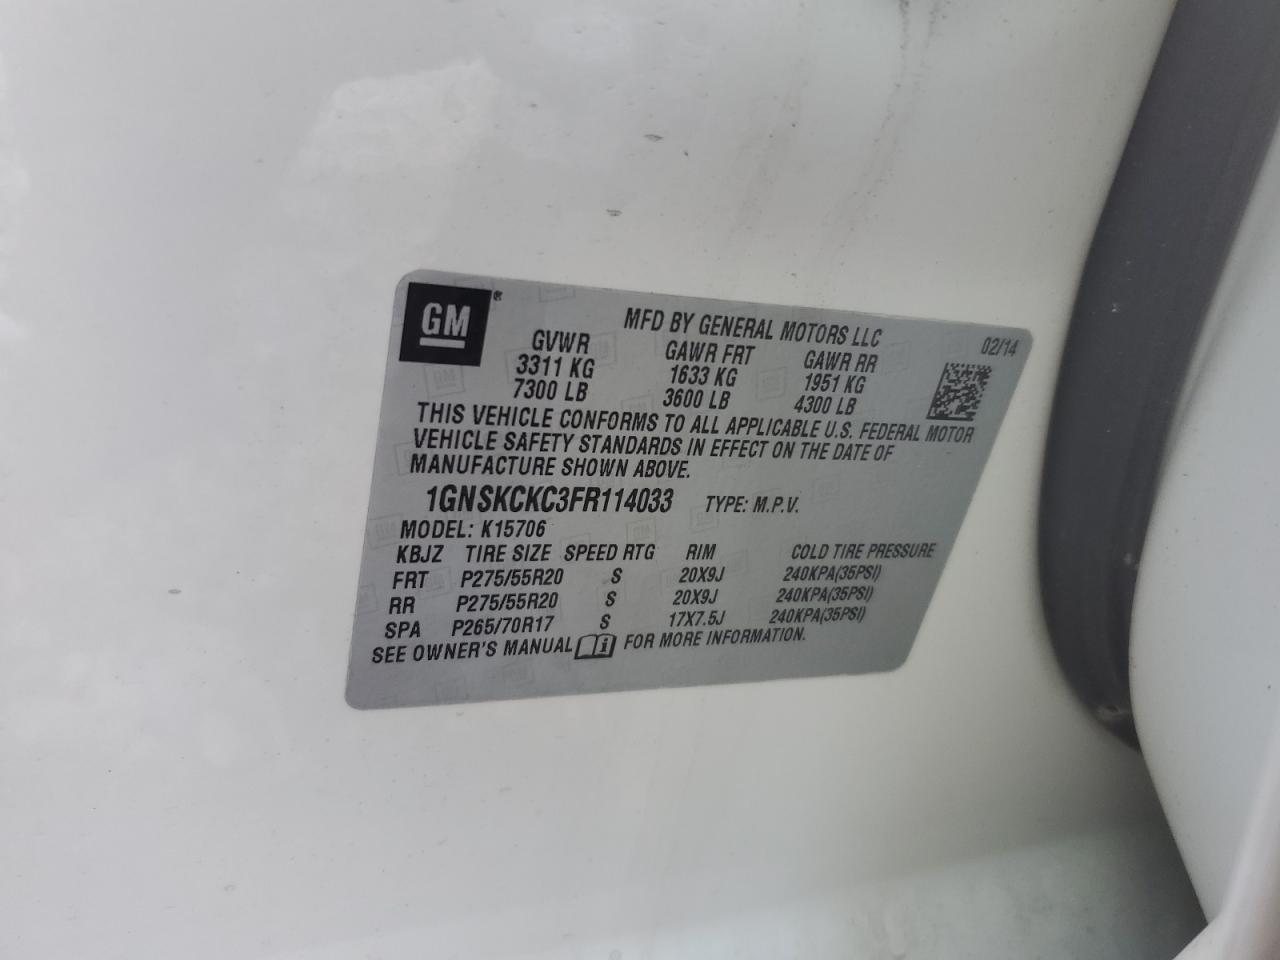 GM ®
MFD BY GENERAL MOTORS LLC
02/14
GVWR GAWR FRT GAWR RR
3311 KG 1633 KG 1951 KG
7300 LB 3600 LB 4300 LB
THIS VEHICLE CONFORMS TO ALL APPLICABLE U.S. FEDERAL MOTOR
VEHICLE SAFETY STANDARDS IN EFFECT ON THE DATE OF
MANUFACTURE SHOWN ABOVE.
1GNSKCKC3FR114033 TYPE: M.P.V.
MODEL: K15706
KBJZ TIRE SIZE SPEED RTG RIM COLD TIRE PRESSURE
FRT P275/55R20 S 20X9J 240KPA(35PSI)
RR P275/55R20 S 20X9J 240KPA(35PSI)
SPA P265/70R17 S 17X7.5J 240KPA(35PSI)
SEE OWNER'S MANUAL i FOR MORE INFORMATION.